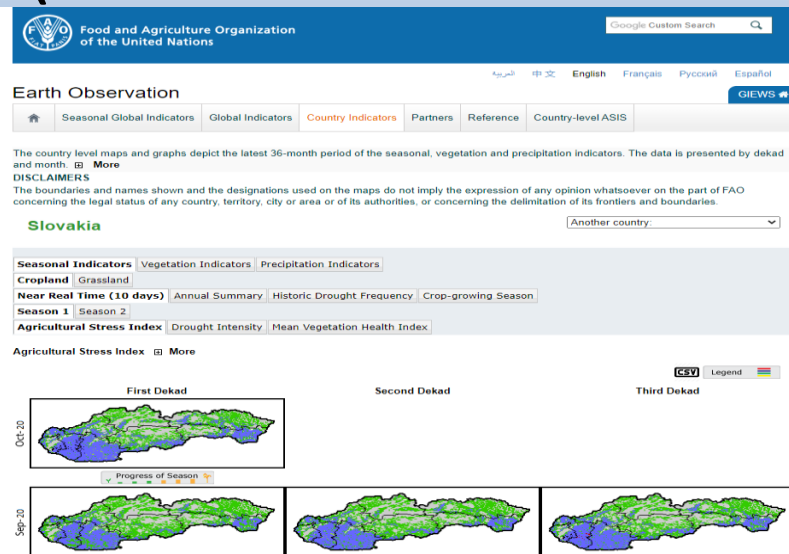 Food and Agriculture Organization
of the United Nations
Google Custom Search
العربية 中文 English Français Русский Español
Earth Observation
GIEWS
Seasonal Global Indicators Global Indicators Country Indicators Partners Reference Country-level ASIS
The country level maps and graphs depict the latest 36-month period of the seasonal, vegetation and precipitation indicators. The data is presented by dekad
and month. More
DISCLAIMERS
The boundaries and names shown and the designations used on the maps do not imply the expression of any opinion whatsoever on the part of FAO
concerning the legal status of any country, territory, city or area or of its authorities, or concerning the delimitation of its frontiers and boundaries.
Slovakia
Another country:
Seasonal Indicators Vegetation Indicators Precipitation Indicators
Cropland Grassland
Near Real Time (10 days) Annual Summary Historic Drought Frequency Crop-growing Season
Season 1 Season 2
Agricultural Stress Index Drought Intensity Mean Vegetation Health Index
Agricultural Stress Index More
CSV Legend
First Dekad Second Dekad Third Dekad
Oct- 20
Progress of Season
Sep- 20